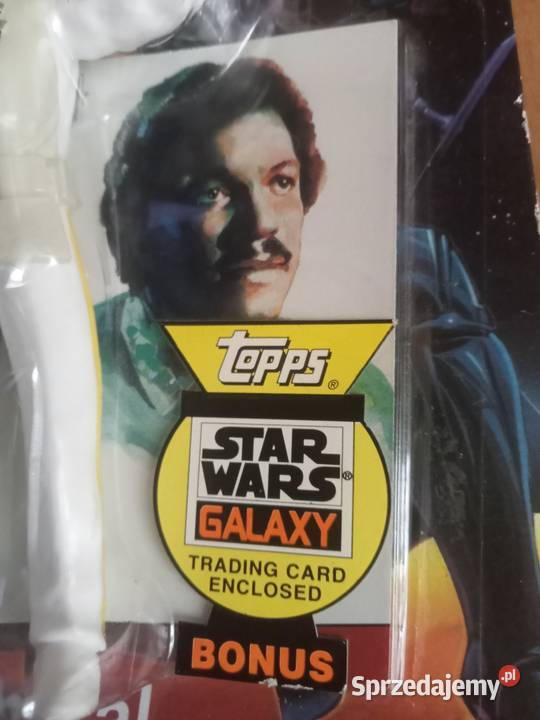 Topps®
STAR
WARS®
GALAXY
TRADING CARD
ENCLOSED
BONUS
Sprzedajemy.pl